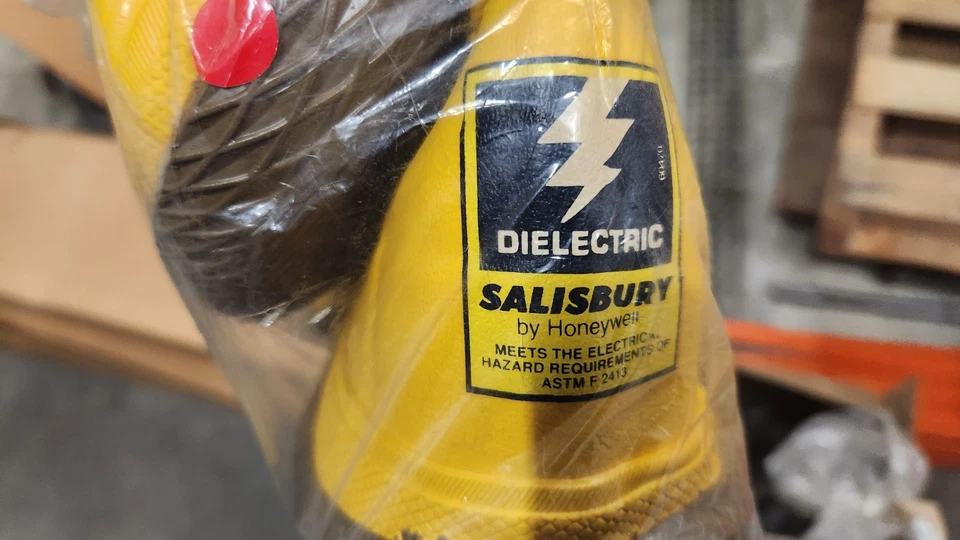 DIELECTRIC
SALISBURY
by Honeywell
MEETS THE ELECTRICAL
HAZARD REQUIREMENTS OF
ASTM F 2413